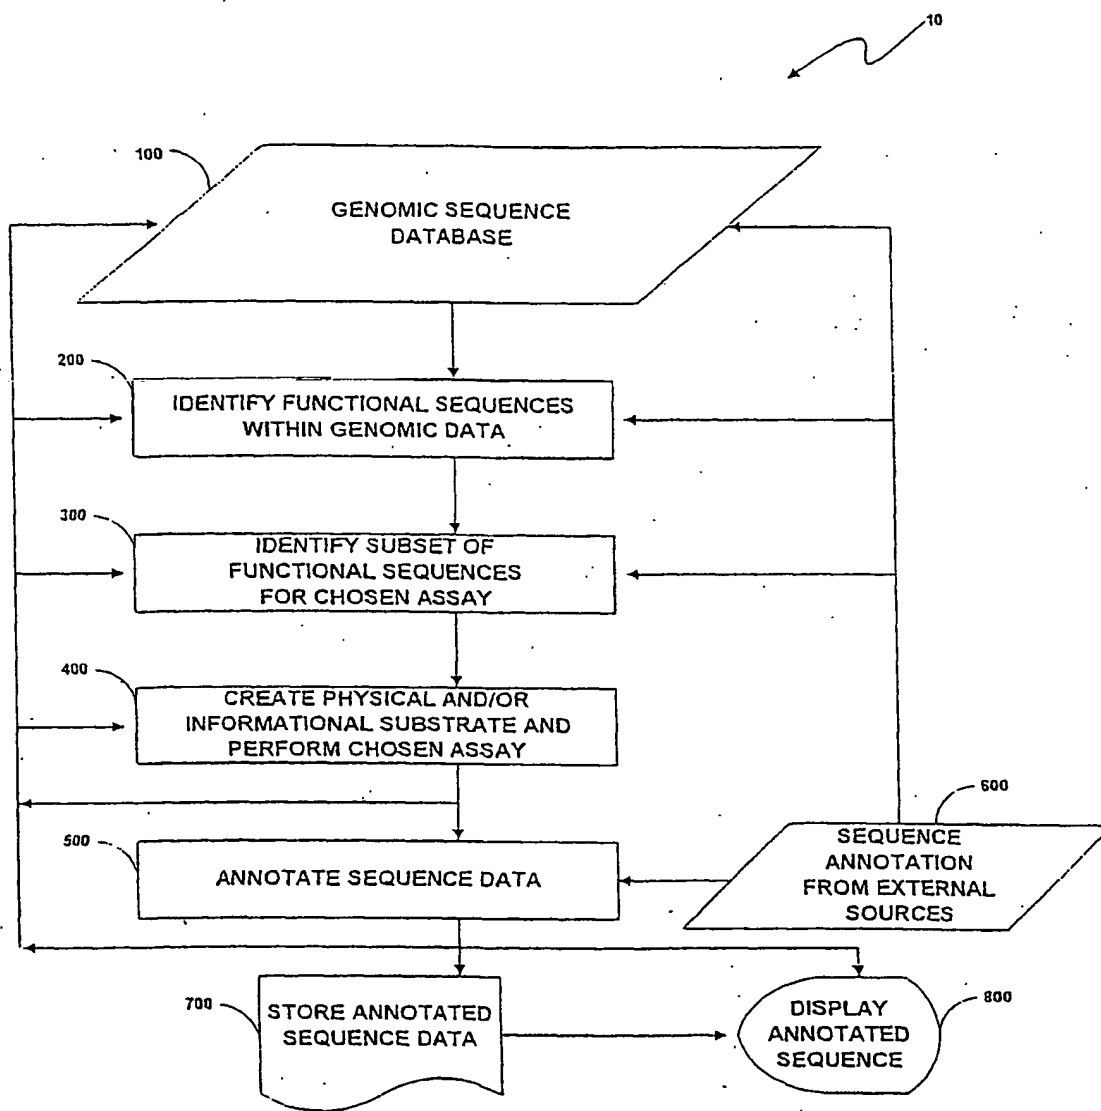 10
100
GENOMIC SEQUENCE
DATABASE
200
IDENTIFY FUNCTIONAL SEQUENCES
WITHIN GENOMIC DATA
300
IDENTIFY SUBSET OF
FUNCTIONAL SEQUENCES
FOR CHOSEN ASSAY
400
CREATE PHYSICAL AND/OR
INFORMATIONAL SUBSTRATE AND
PERFORM CHOSEN ASSAY
500
ANNOTATE SEQUENCE DATA
600
SEQUENCE
ANNOTATION
FROM EXTERNAL
SOURCES
700
STORE ANNOTATED
SEQUENCE DATA
800
DISPLAY
ANNOTATED
SEQUENCE